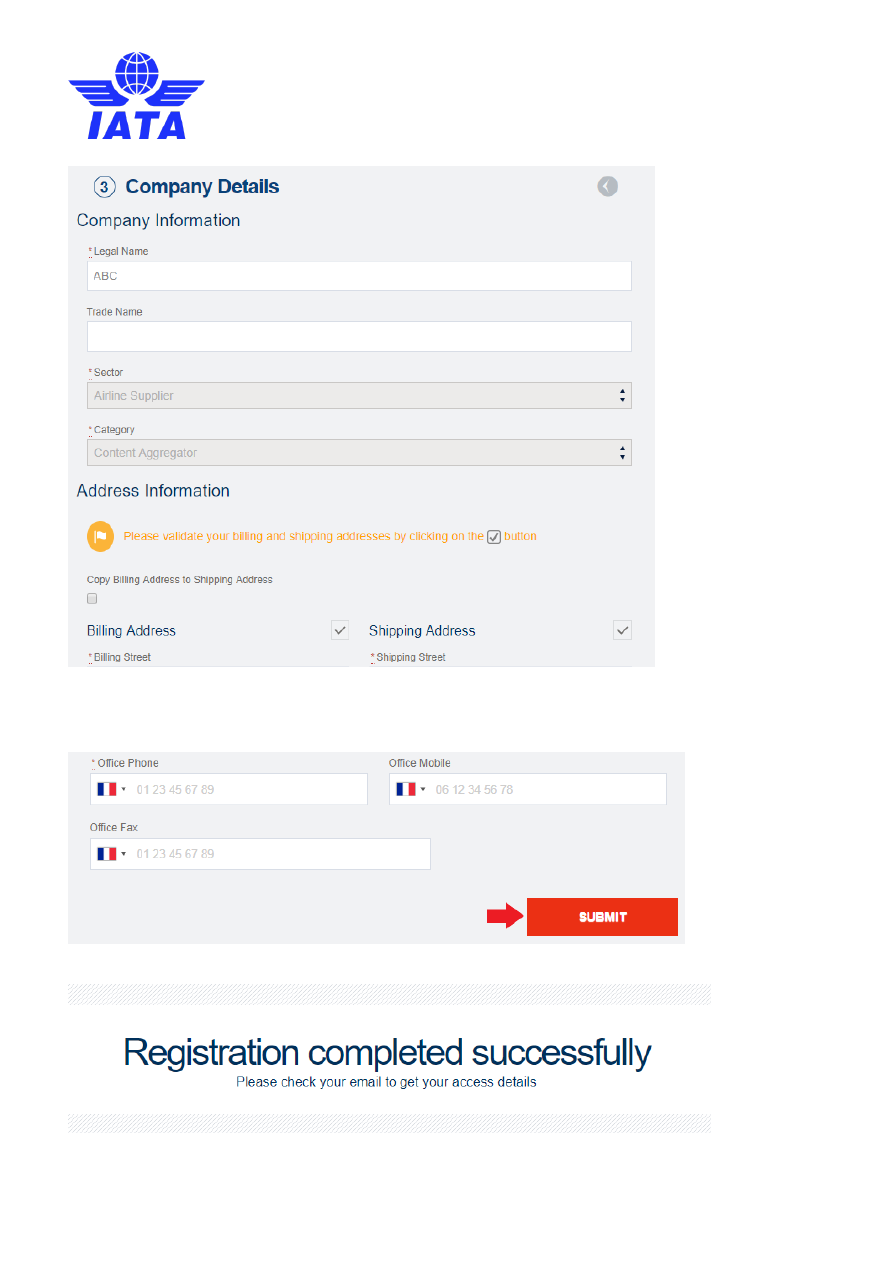 IATA
3 Company Details
Company Information
* Legal Name
ABC
Trade Name
* Sector
Airline Supplier
* Category
Content Aggregator
Address Information
Please validate your billing and shipping addresses by clicking on the button
Copy Billing Address to Shipping Address
Billing Address Shipping Address
* Billing Street * Shipping Street
* Office Phone Office Mobile
01 23 45 67 89 06 12 34 56 78
Office Fax
01 23 45 67 89
SUBMIT
Registration completed successfully
Please check your email to get your access details